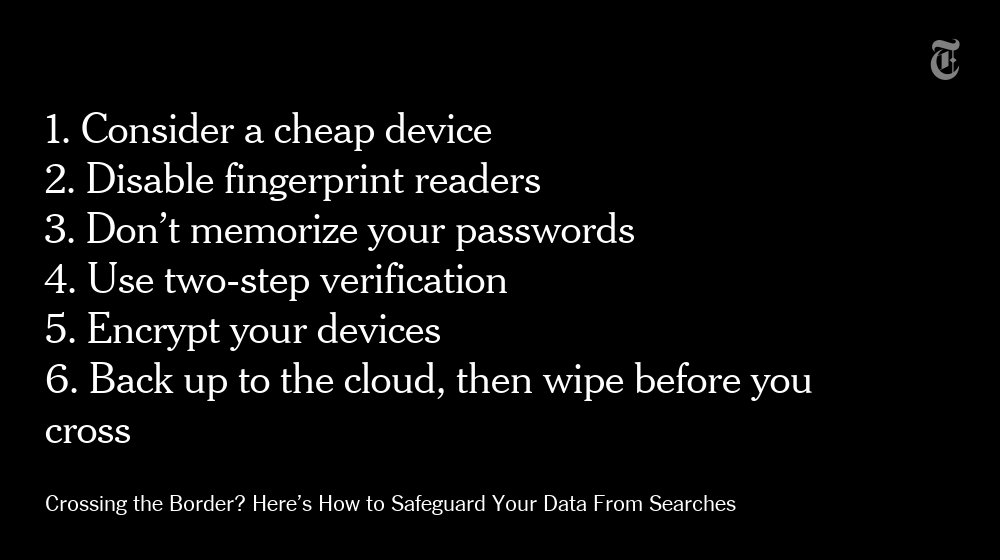 1. Consider a cheap device
2. Disable fingerprint readers
3. Don’t memorize your passwords
4. Use two-step verification
5. Encrypt your devices
6. Back up to the cloud, then wipe before you
cross
Crossing the Border? Here’s How to Safeguard Your Data From Searches